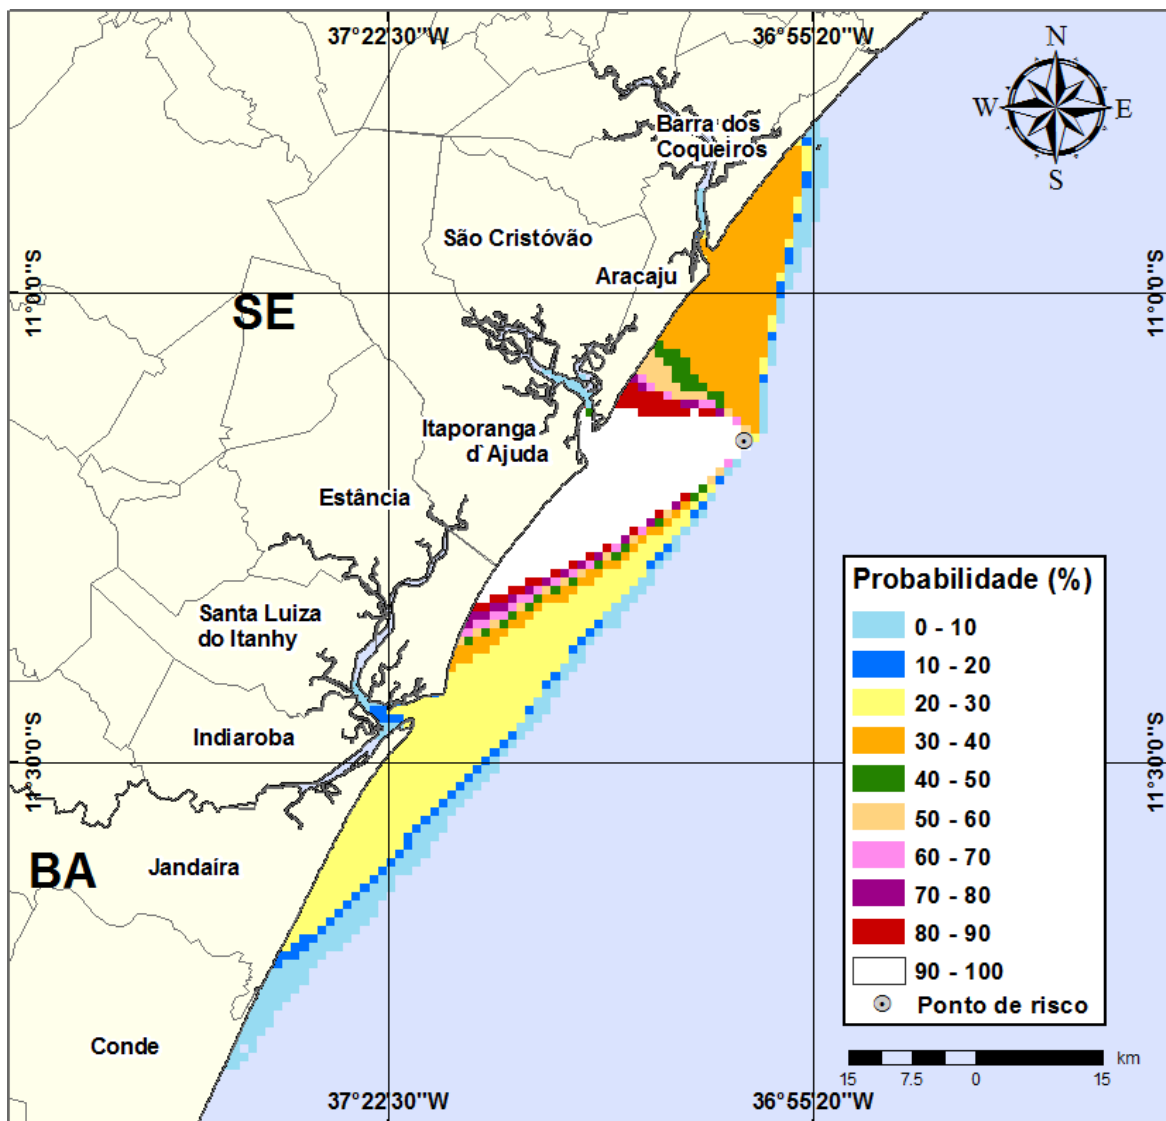 37°22'30"W
36°55'20"W
N
W
E
S
Barra dos
Coqueiros
São Cristóvão
Aracaju
11°0'0"S
11°0'0"S
SE
Itaporanga
d`Ajuda
Estância
Santa Luiza
do Itanhy
Indiaroba
11°30'0"S
11°30'0"S
BA
Jandaíra
Conde
Probabilidade (%)
0 - 10
10 - 20
20 - 30
30 - 40
40 - 50
50 - 60
60 - 70
70 - 80
80 - 90
90 - 100
Ponto de risco
km
15 7.5 0 15
37°22'30"W
36°55'20"W